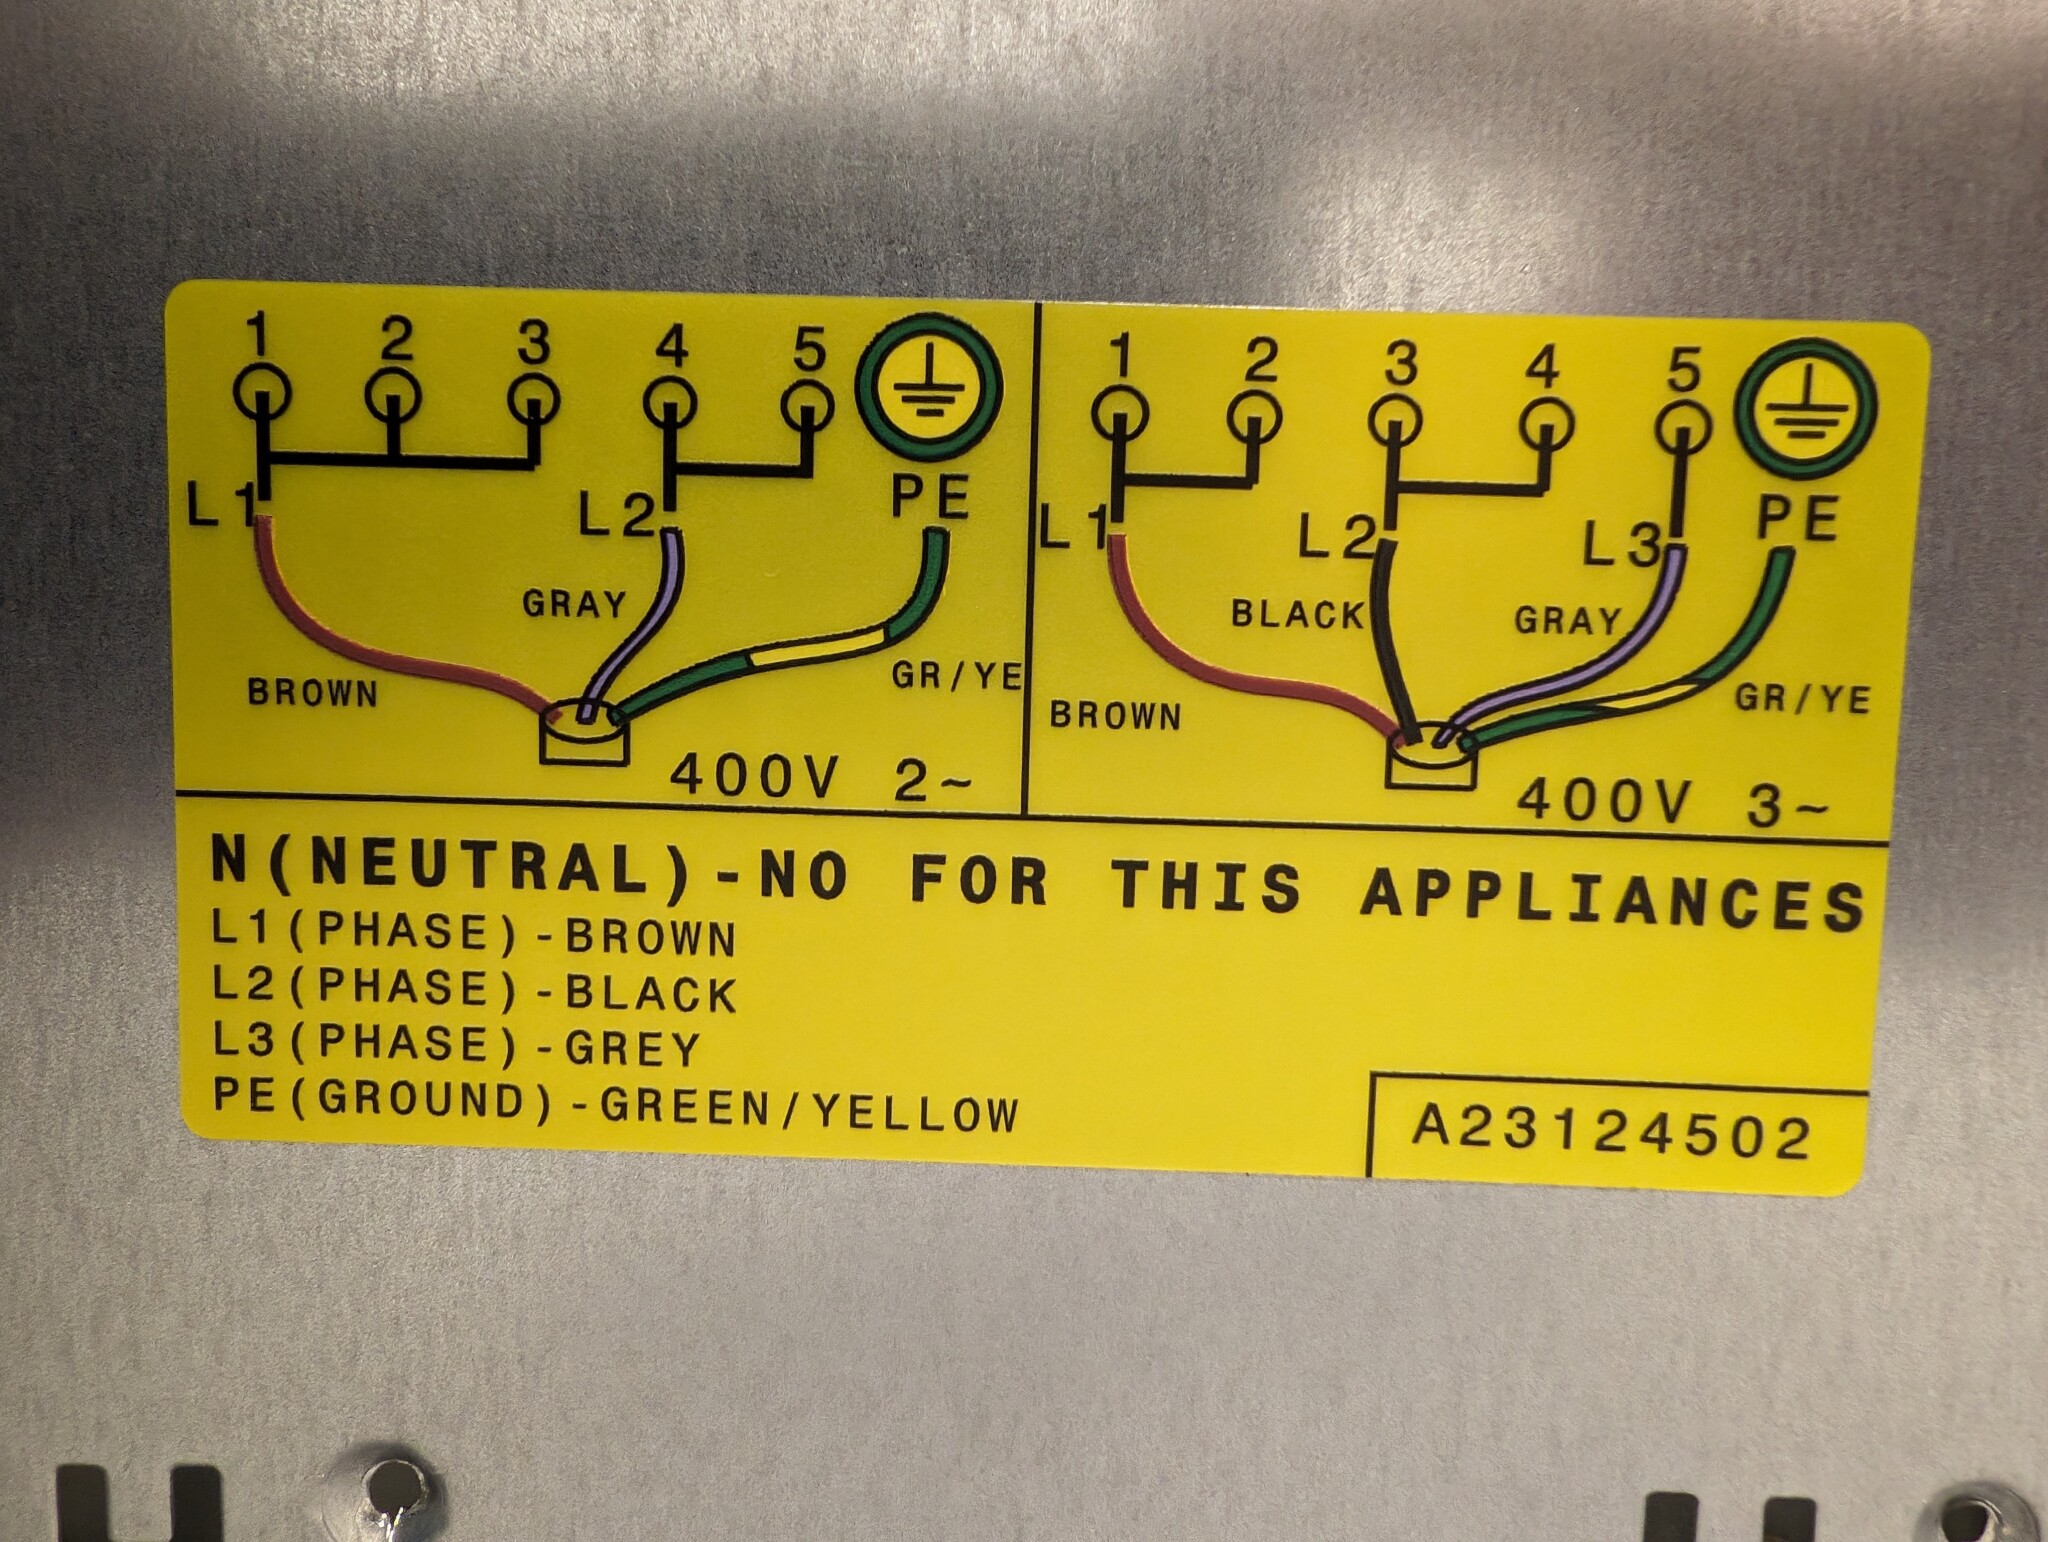 1 2 3 4 5
L1 L2 PE
GRAY
BROWN GR/YE
400V 2~
1 2 3 4 5
L1 L2 L3 PE
BLACK GRAY
BROWN GR/YE
400V 3~
N(NEUTRAL)-NO FOR THIS APPLIANCES
L1(PHASE)-BROWN
L2(PHASE)-BLACK
L3(PHASE)-GREY
PE(GROUND)-GREEN/YELLOW
A23124502